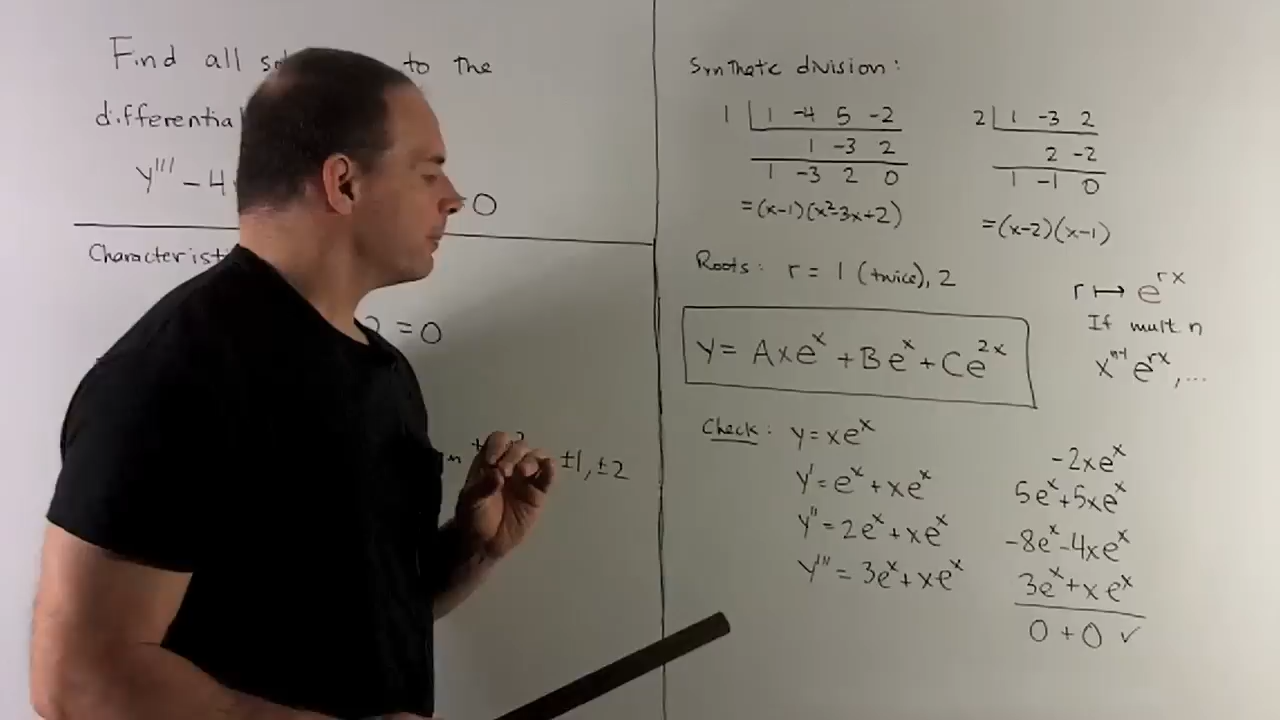 Find all to the
differential
y''' - 4 = 0
Characterist
2 = 0
±1, ±2
Synthetic division:
1 | 1 -4 5 -2
1 -3 2
1 -3 2 0
= (x-1)(x²-3x+2)
2 | 1 -3 2
2 -2
1 -1 0
= (x-2)(x-1)
Roots: r = 1 (twice), 2
r ↦ e^{rx}
If mult n
x^{n-1} e^{rx}, ...
y = Axe^x + Be^x + Ce^{2x}
Check: y = xe^x
y' = e^x + xe^x
y'' = 2e^x + xe^x
y''' = 3e^x + xe^x
-2xe^x
5e^x + 5xe^x
-8e^x - 4xe^x
3e^x + xe^x
0 + 0 ✓